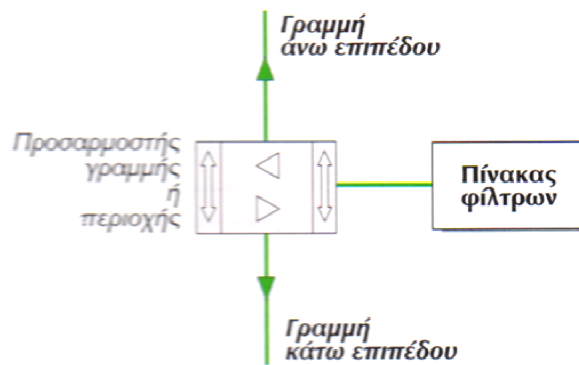 Γραμμή
άνω επιπέδου
Προσαρμοστής
γραμμής
ή
περιοχής
Πίνακας
φίλτρων
Γραμμή
κάτω επιπέδου